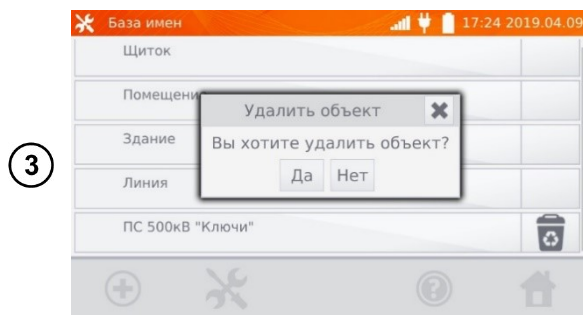 База имен 17:24 2019.04.09
Щиток
Помещени
Удалить объект
Здание
Вы хотите удалить объект?
3
Линия
Да Нет
ПС 500кВ "Ключи"